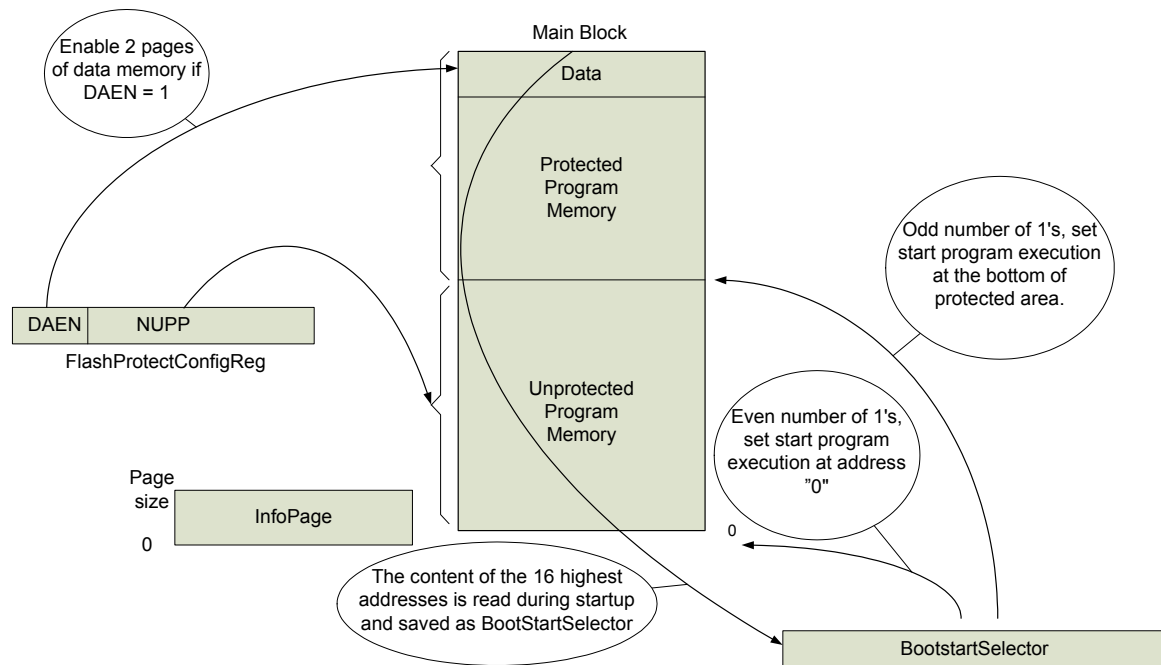 Main Block
Enable 2 pages
of data memory if
DAEN = 1
Data
Protected
Program
Memory
Odd number of 1's, set
start program execution
at the bottom of
protected area.
DAEN
NUPP
FlashProtectConfigReg
Unprotected
Program
Memory
Even number of 1's,
set start program
execution at address
”0"
Page
size
0
InfoPage
0
The content of the 16 highest
addresses is read during startup
and saved as BootStartSelector
BootstartSelector